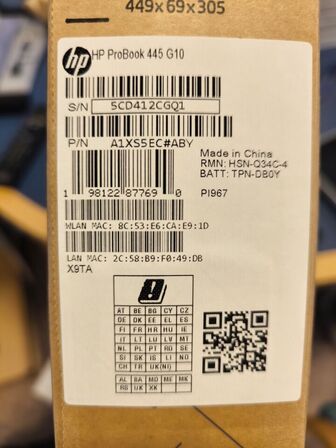 449x69x305
hp HP ProBook 445 G10
S/N 5CD412CGQ1
P/N A1XS5EC#ABY
Made in China
RMN: HSN-Q34C-4
BATT: TPN-DB0Y
1 98122 87769 0
PI967
WLAN MAC: 8C:53:E6:CA:E9:1D
LAN MAC: 2C:58:B9:F0:49:DB
X9TA
AT BE BG CY CZ
DE DK EE EL ES
FI FR HR HU IE
IT LT LU LV MT
NL PL PT RO SE
SI SK IS LI NO
CH TR UK(NI)
AL BA MD ME MK
RS UK XK